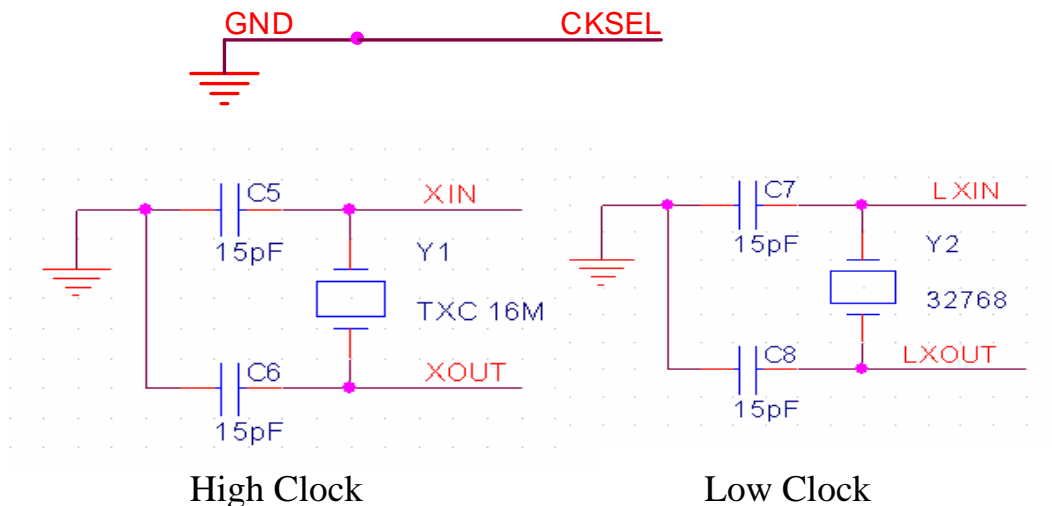 GND CKSEL
C5 XIN
15pF Y1
TXC 16M
C6 XOUT
15pF
High Clock
C7 LXIN
15pF Y2
32768
C8 LXOUT
15pF
Low Clock